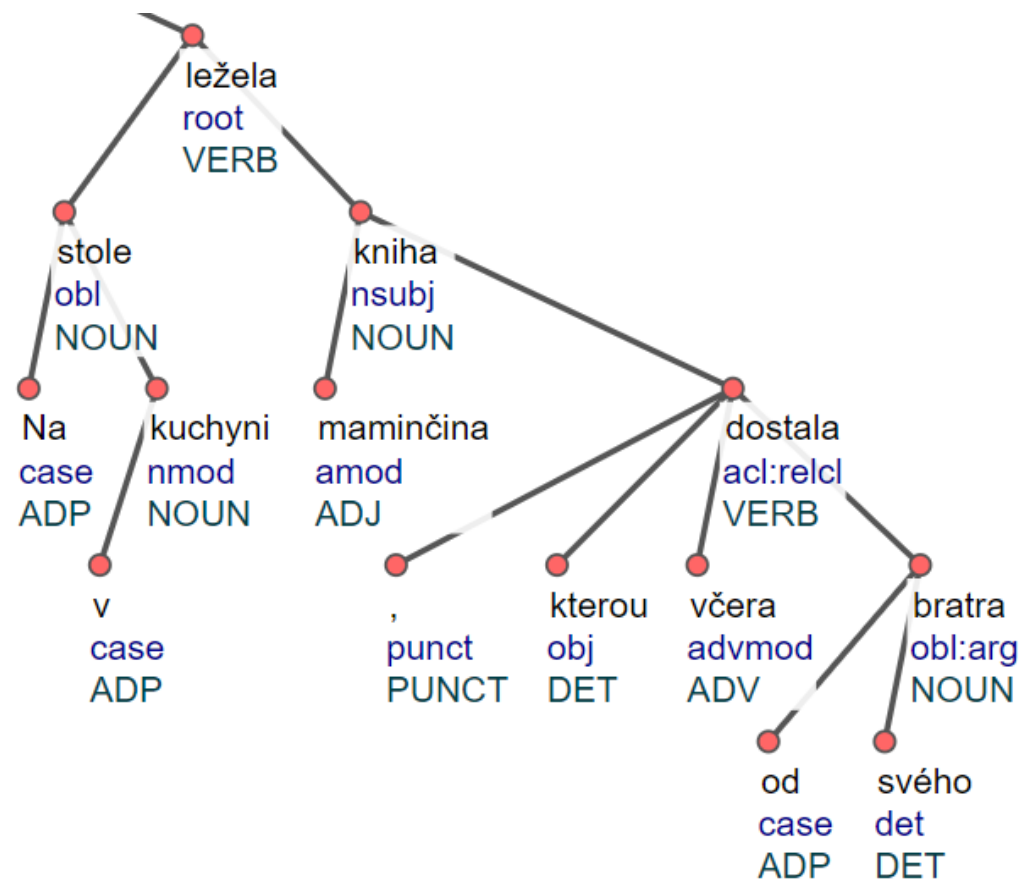 ležela
root
VERB
stole
obl
NOUN
kniha
nsubj
NOUN
Na
case
ADP
kuchyni
nmod
NOUN
maminčina
amod
ADJ
dostala
acl:relcl
VERB
v
case
ADP
,
punct
PUNCT
kterou
obj
DET
včera
advmod
ADV
bratra
obl:arg
NOUN
od
case
ADP
svého
det
DET